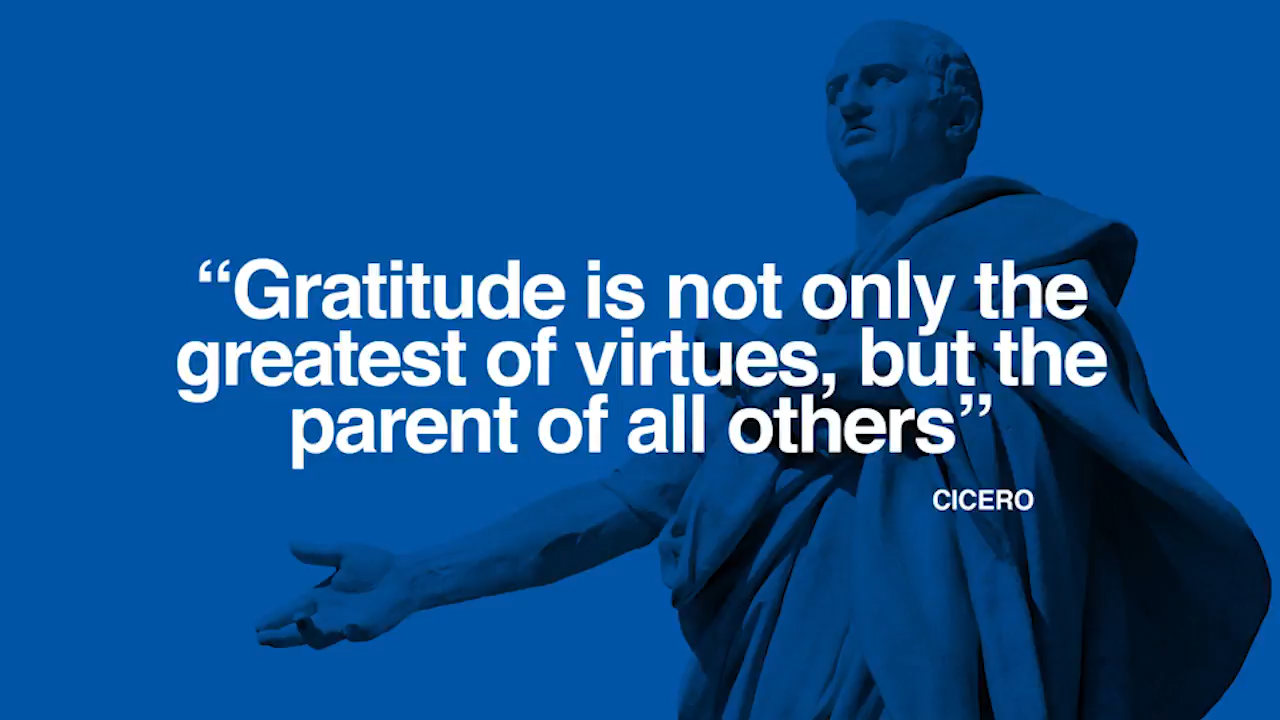 “Gratitude is not only the
greatest of virtues, but the
parent of all others”
CICERO